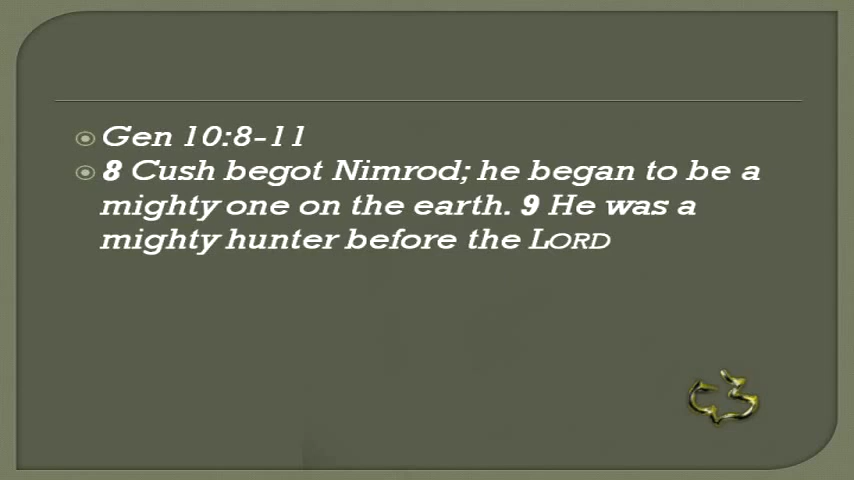 Gen 10:8-11
8 Cush begot Nimrod; he began to be a
mighty one on the earth. 9 He was a
mighty hunter before the LORD